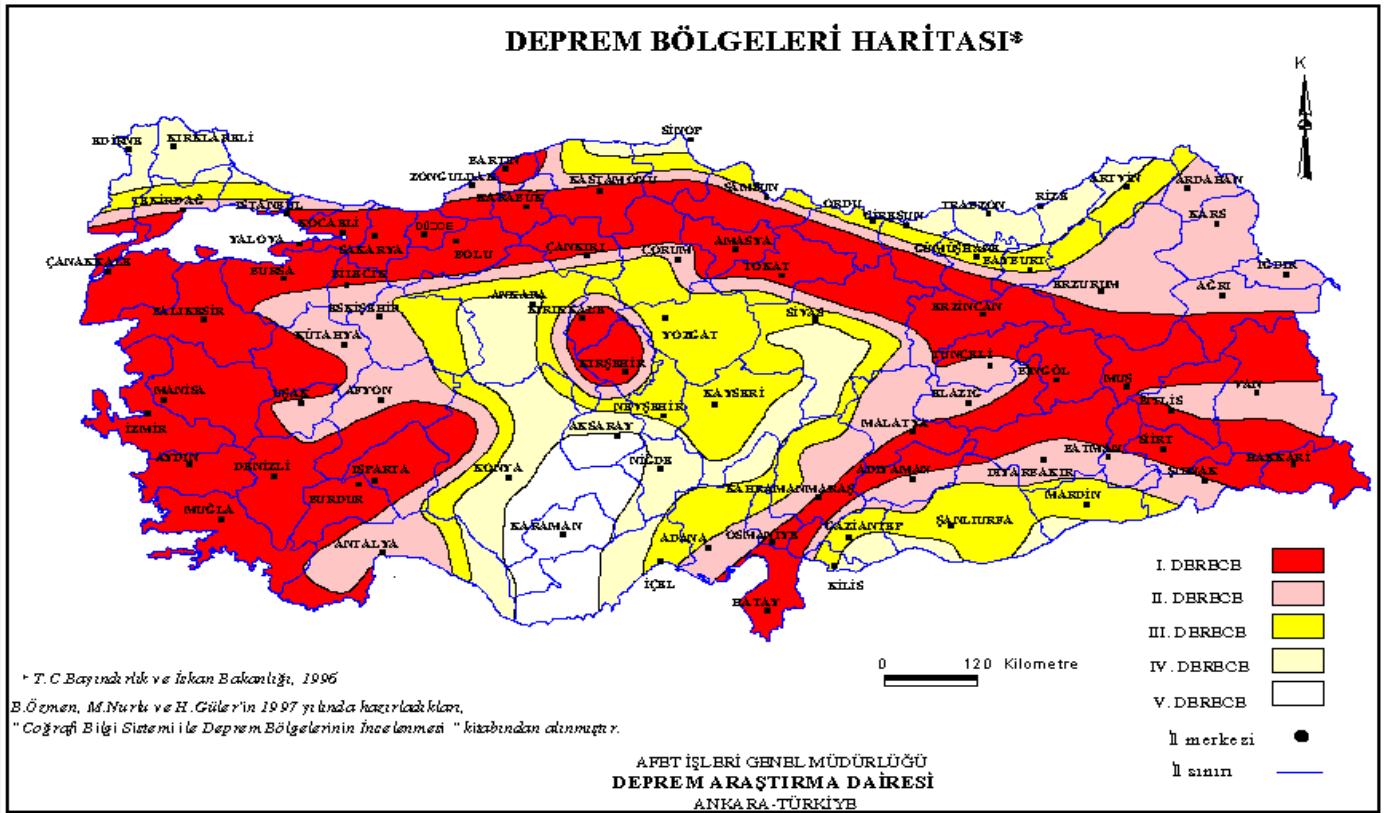 DEPREM BÖLGELERİ HARİTASI*
K
SİNOP
EDİRNE
KIRKLARELİ
BARTIN
ZONGULDAK
KASTAMONU
SAMSUN
ARTVİN
ARDAHAN
TEKİRDAĞ
İSTANBUL
KARABÜK
ORDU
GİRESUN
TRABZON
RİZE
KARS
KOCAELİ
DÜZCE
YALOVA
SAKARYA
BOLU
ÇANKIRI
ÇORUM
AMASYA
GÜMÜŞHANE
BAYBURT
ÇANAKKALE
BURSA
BİLECİK
TOKAT
IĞDIR
ERZURUM
AĞRI
ANKARA
ESKİŞEHİR
KIRIKKALE
BALIKESİR
YOZGAT
SİVAS
ERZİNCAN
KÜTAHYA
TUNCELİ
KIRŞEHİR
BİNGÖL
MUŞ
VAN
MANİSA
UŞAK
AFYON
KAYSERİ
ELAZIĞ
BİTLİS
İZMİR
NEVŞEHİR
AKSARAY
MALATYA
SİİRT
BATMAN
AYDIN
DENİZLİ
ISPARTA
KONYA
NİĞDE
ADIYAMAN
DİYARBAKIR
ŞIRNAK
HAKKARİ
BURDUR
KAHRAMANMARAŞ
MARDİN
MUĞLA
KARAMAN
GAZİANTEP
ŞANLIURFA
ANTALYA
ADANA
OSMANİYE
İÇEL
KİLİS
HATAY
I. DERECE
II. DERECE
III. DERECE
IV. DERECE
V. DERECE
0 120 Kilometre
* T.C.Bayındırlık ve İskan Bakanlığı, 1996
B.Özmen, M.Nurlu ve H.Güler'in 1997 yılında hazırladıkları,
"Coğrafi Bilgi Sistemi ile Deprem Bölgelerinin İncelenmesi " kitabından alınmıştır.
İl merkezi
İl sınırı
AFET İŞLERİ GENEL MÜDÜRLÜĞÜ
DEPREM ARAŞTIRMA DAİRESİ
ANKARA-TÜRKİYE